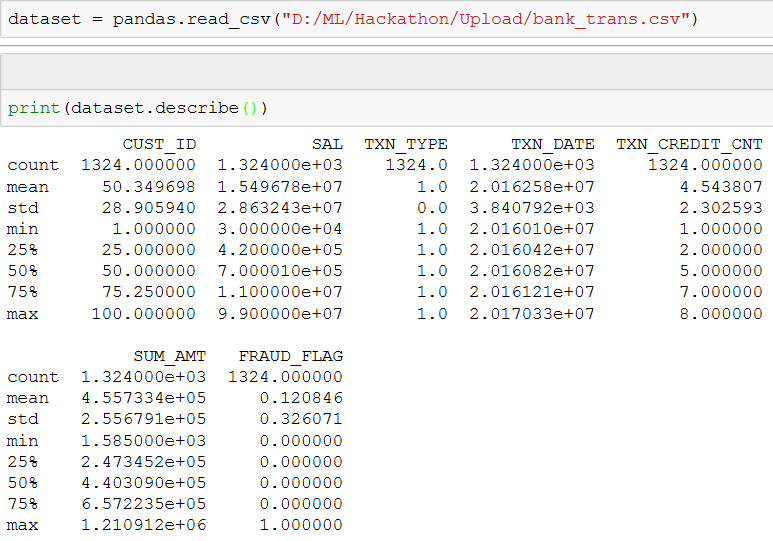 dataset = pandas.read_csv("D:/ML/Hackathon/Upload/bank_trans.csv")
print(dataset.describe())
CUST_ID SAL TXN_TYPE TXN_DATE TXN_CREDIT_CNT
count 1324.000000 1.324000e+03 1324.0 1.324000e+03 1324.000000
mean 50.349698 1.549678e+07 1.0 2.016258e+07 4.543807
std 28.905940 2.863243e+07 0.0 3.840792e+03 2.302593
min 1.000000 3.000000e+04 1.0 2.016010e+07 1.000000
25% 25.000000 4.200000e+05 1.0 2.016042e+07 2.000000
50% 50.000000 7.000010e+05 1.0 2.016082e+07 5.000000
75% 75.250000 1.100000e+07 1.0 2.016121e+07 7.000000
max 100.000000 9.900000e+07 1.0 2.017033e+07 8.000000
SUM_AMT FRAUD_FLAG
count 1.324000e+03 1324.000000
mean 4.557334e+05 0.120846
std 2.556791e+05 0.326071
min 1.585000e+03 0.000000
25% 2.473452e+05 0.000000
50% 4.403090e+05 0.000000
75% 6.572235e+05 0.000000
max 1.210912e+06 1.000000